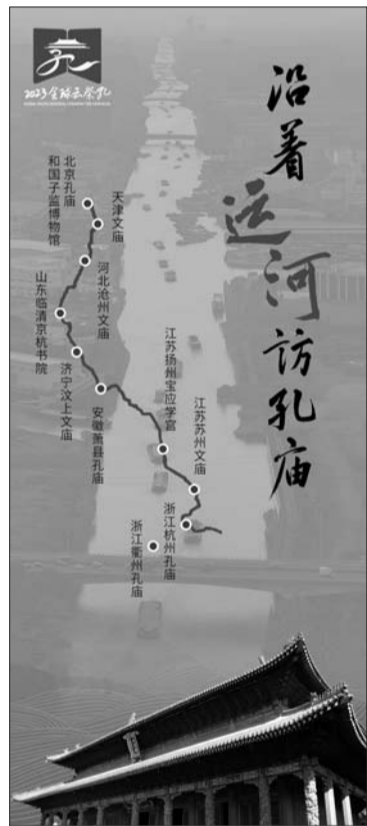 2023全球云祭孔
沿着
运河
访孔庙
北京孔庙
和国子监博物馆
天津文庙
河北沧州文庙
山东临清京杭书院
济宁汶上文庙
安徽萧县孔庙
江苏扬州宝应学宫
江苏苏州文庙
浙江杭州孔庙
浙江衢州孔庙